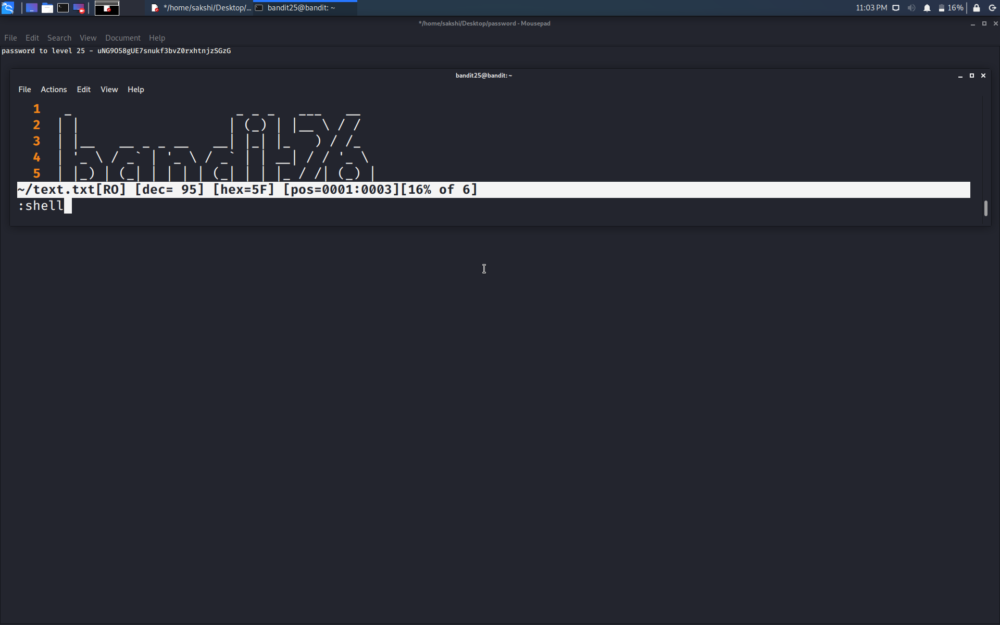 */home/sakshi/Desktop/... bandit25@bandit: ~ 11:03 PM 16%
*/home/sakshi/Desktop/password - Mousepad
File Edit Search View Document Help
password to level 25 - uNG9O58gUE7snukf3bvZ0rxhtnjzSGzG
bandit25@bandit: ~
File Actions Edit View Help
1   _                     _ _ _   ___   __
2  | |                   | (_) | |__ \ / /
3  | |__   __ _ _ __   __| |_| |_   ) / /_
4  | '_ \ / _` | '_ \ / _` | | __| / / '_ \
5  | |_) | (_| | | | | (_| | | |_ / /| (_) |
~/text.txt[RO] [dec= 95] [hex=5F] [pos=0001:0003][16% of 6]
:shell